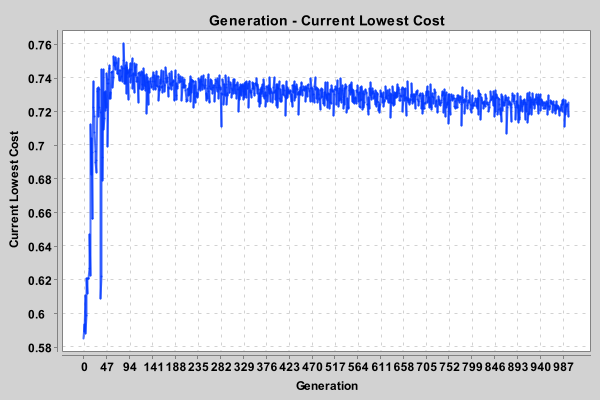 Generation - Current Lowest Cost
0.76
0.74
0.72
0.7
0.68
0.66
0.64
0.62
0.6
0.58
Current Lowest Cost
0 47 94 141 188 235 282 329 376 423 470 517 564 611 658 705 752 799 846 893 940 987
Generation